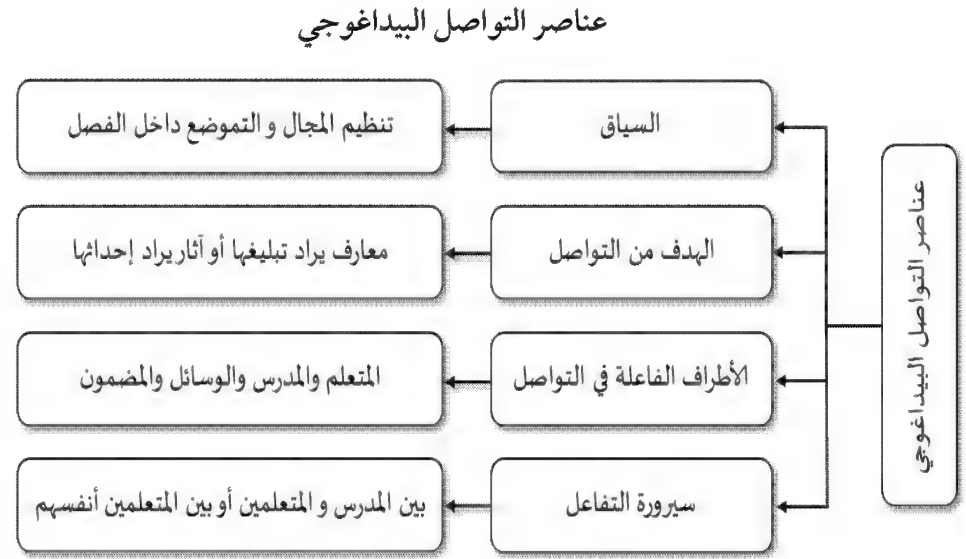 عناصر التواصل البيداغوجي
عناصر التواصل البيداغوجي
السياق
تنظيم المجال و التموضع داخل الفصل
الهدف من التواصل
معارف يراد تبليغها أو آثار يراد إحداثها
الأطراف الفاعلة في التواصل
المتعلم والمدرس والوسائل والمضمون
سيرورة التفاعل
بين المدرس و المتعلمين أو بين المتعلمين أنفسهم